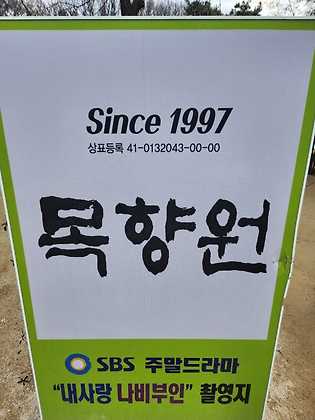 Since 1997
상표등록 41-0132043-00-00
목향원
SBS 주말드라마
"내사랑 나비부인" 촬영지